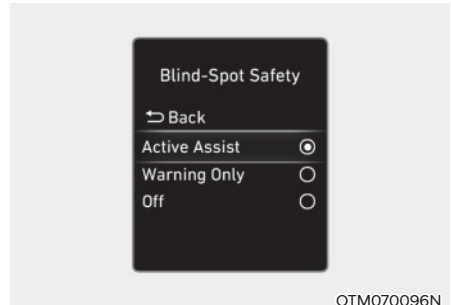 Blind-Spot Safety
Back
Active Assist
Warning Only
Off
OTM070096N